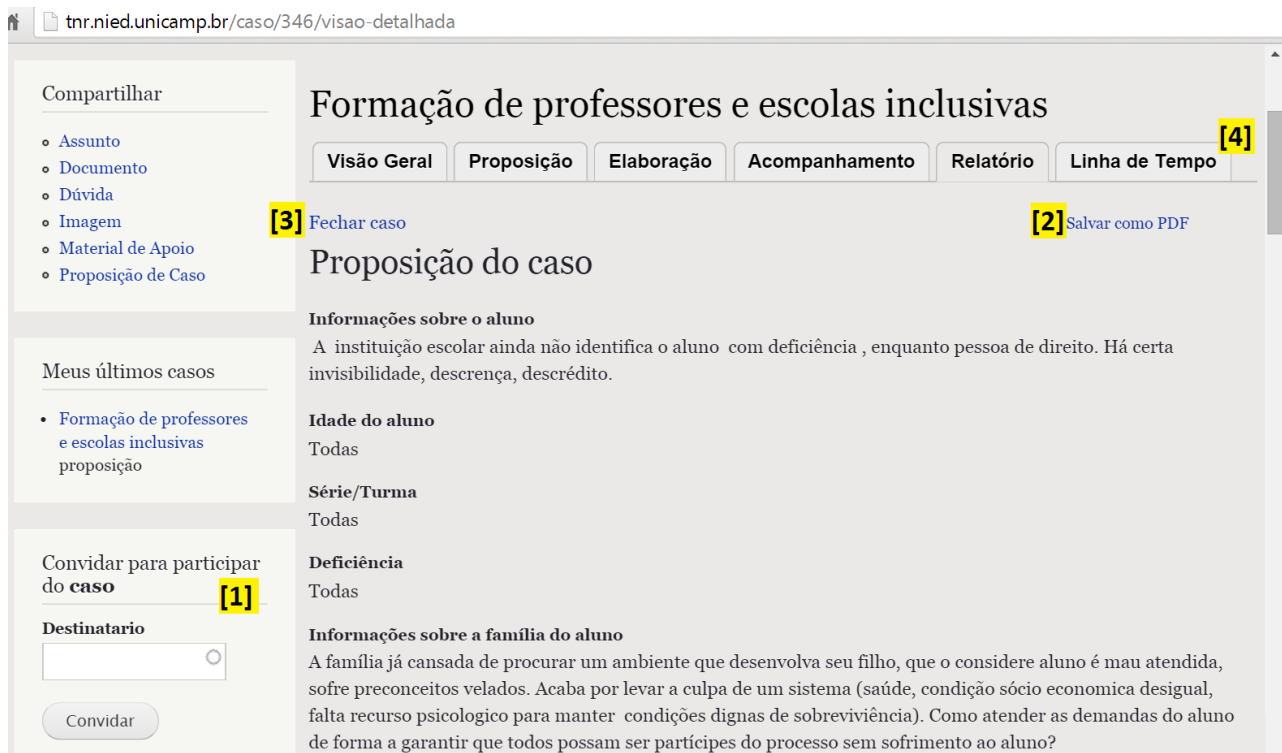 tnr.nied.unicamp.br/caso/346/visao-detalhada
Compartilhar
Assunto
Documento
Dúvida
Imagem
Material de Apoio
Proposição de Caso
Meus últimos casos
Formação de professores
e escolas inclusivas
proposição
Convidar para participar
do caso
[1]
Destinatario
Convidar
Formação de professores e escolas inclusivas
[4]
Visão Geral Proposição Elaboração Acompanhamento Relatório Linha de Tempo
[3] Fechar caso [2] Salvar como PDF
Proposição do caso
Informações sobre o aluno
A instituição escolar ainda não identifica o aluno com deficiência , enquanto pessoa de direito. Há certa
invisibilidade, descrença, descrédito.
Idade do aluno
Todas
Série/Turma
Todas
Deficiência
Todas
Informações sobre a família do aluno
A família já cansada de procurar um ambiente que desenvolva seu filho, que o considere aluno é mau atendida,
sofre preconceitos velados. Acaba por levar a culpa de um sistema (saúde, condição sócio economica desigual,
falta recurso psicologico para manter condições dignas de sobreviviência). Como atender as demandas do aluno
de forma a garantir que todos possam ser partícipes do processo sem sofrimento ao aluno?